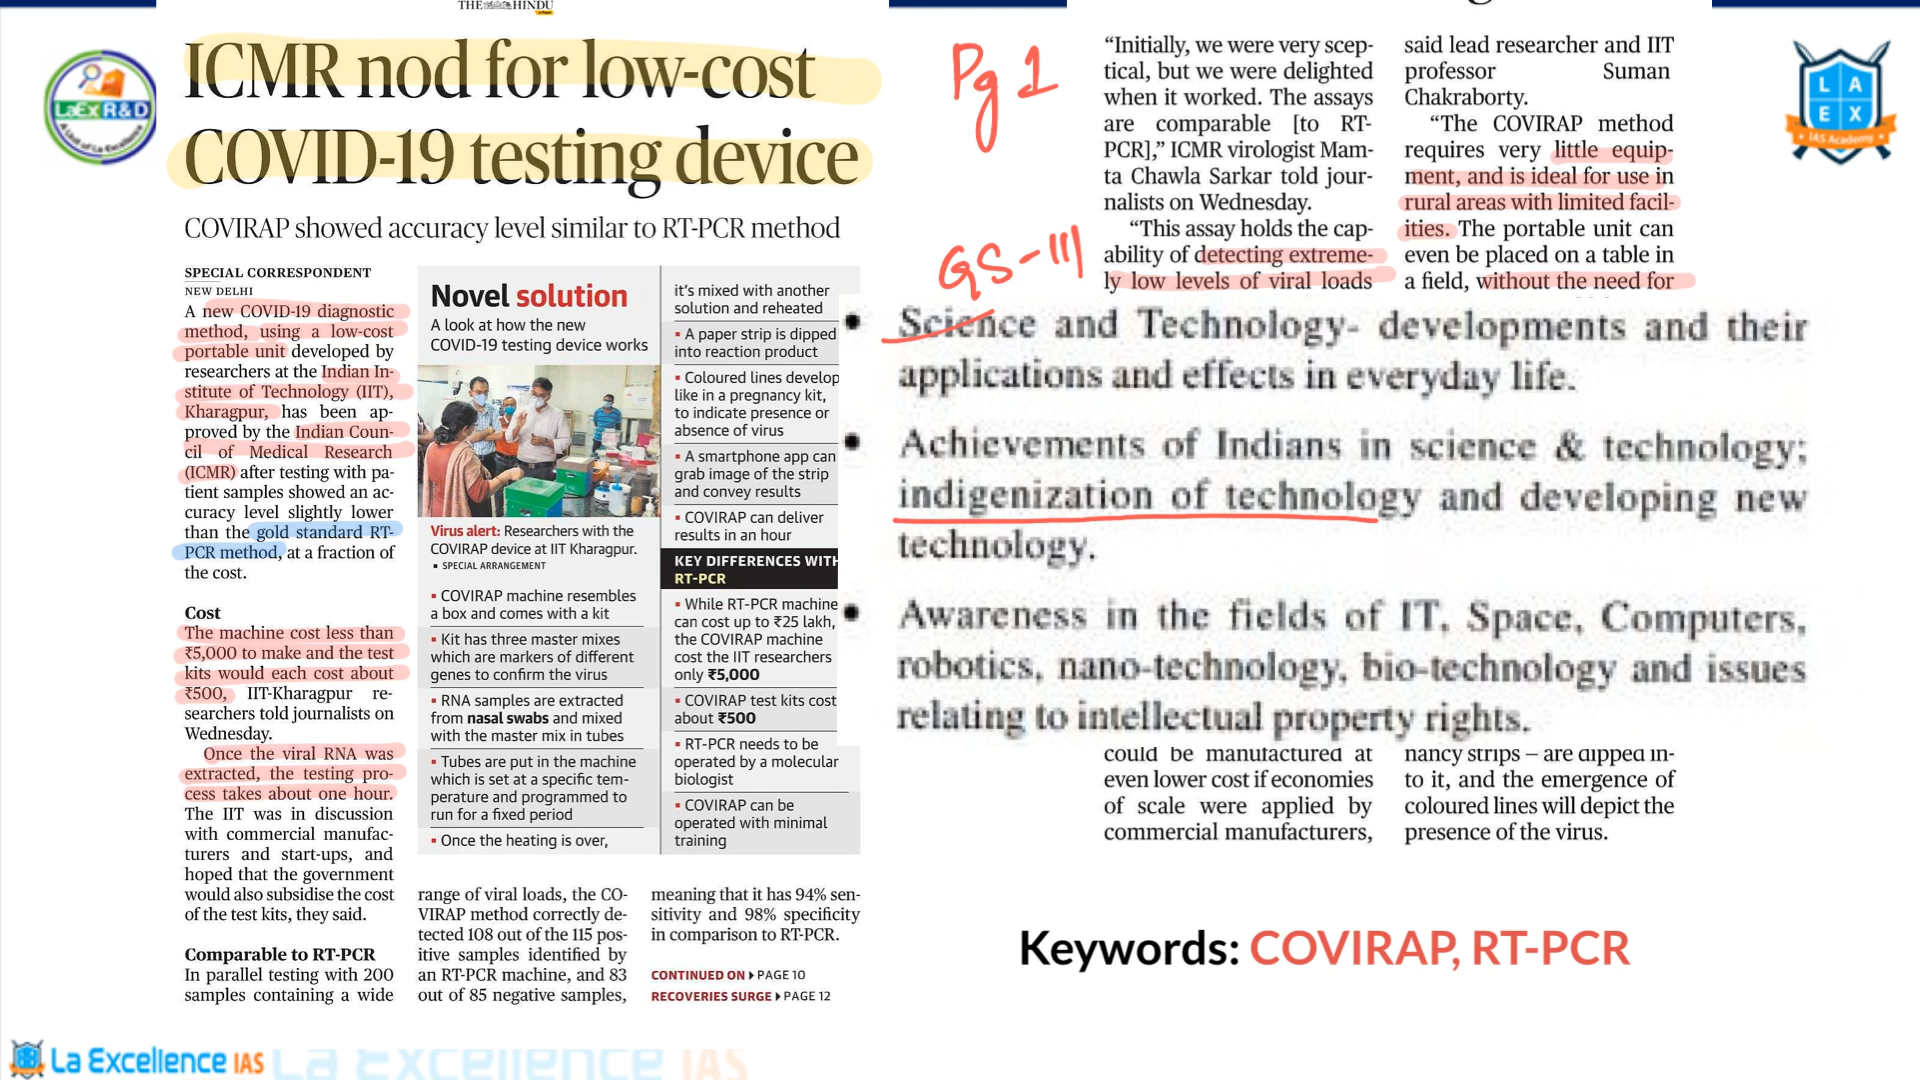 THE HINDU
ICMR nod for low-cost
COVID-19 testing device
COVIRAP showed accuracy level similar to RT-PCR method
SPECIAL CORRESPONDENT
NEW DELHI
A new COVID-19 diagnostic
method, using a low-cost
portable unit developed by
researchers at the Indian In-
stitute of Technology (IIT),
Kharagpur, has been ap-
proved by the Indian Coun-
cil of Medical Research
(ICMR) after testing with pa-
tient samples showed an ac-
curacy level slightly lower
than the gold standard RT-
PCR method, at a fraction of
the cost.
Cost
The machine cost less than
₹5,000 to make and the test
kits would each cost about
₹500, IIT-Kharagpur re-
searchers told journalists on
Wednesday.
Once the viral RNA was
extracted, the testing pro-
cess takes about one hour.
The IIT was in discussion
with commercial manufac-
turers and start-ups, and
hoped that the government
would also subsidise the cost
of the test kits, they said.
Comparable to RT-PCR
In parallel testing with 200
samples containing a wide
Novel solution
A look at how the new
COVID-19 testing device works
Virus alert: Researchers with the
COVIRAP device at IIT Kharagpur.
▪ SPECIAL ARRANGEMENT
▪ COVIRAP machine resembles
a box and comes with a kit
▪ Kit has three master mixes
which are markers of different
genes to confirm the virus
▪ RNA samples are extracted
from nasal swabs and mixed
with the master mix in tubes
▪ Tubes are put in the machine
which is set at a specific tem-
perature and programmed to
run for a fixed period
▪ Once the heating is over,
it's mixed with another
solution and reheated
▪ A paper strip is dipped
into reaction product
▪ Coloured lines develop
like in a pregnancy kit,
to indicate presence or
absence of virus
▪ A smartphone app can
grab image of the strip
and convey results
▪ COVIRAP can deliver
results in an hour
KEY DIFFERENCES WITH
RT-PCR
▪ While RT-PCR machine
can cost up to ₹25 lakh,
the COVIRAP machine
cost the IIT researchers
only ₹5,000
▪ COVIRAP test kits cost
about ₹500
▪ RT-PCR needs to be
operated by a molecular
biologist
▪ COVIRAP can be
operated with minimal
training
range of viral loads, the CO-
VIRAP method correctly de-
tected 108 out of the 115 pos-
itive samples identified by
an RT-PCR machine, and 83
out of 85 negative samples,
meaning that it has 94% sen-
sitivity and 98% specificity
in comparison to RT-PCR.
CONTINUED ON ▸ PAGE 10
RECOVERIES SURGE ▸ PAGE 12
Pg 1
GS-III
"Initially, we were very scep-
tical, but we were delighted
when it worked. The assays
are comparable [to RT-
PCR]," ICMR virologist Mam-
ta Chawla Sarkar told jour-
nalists on Wednesday.
"This assay holds the cap-
ability of detecting extreme-
ly low levels of viral loads
said lead researcher and IIT
professor Suman
Chakraborty.
"The COVIRAP method
requires very little equip-
ment, and is ideal for use in
rural areas with limited facil-
ities. The portable unit can
even be placed on a table in
a field, without the need for
• Science and Technology- developments and their
applications and effects in everyday life.
• Achievements of Indians in science & technology;
indigenization of technology and developing new
technology.
• Awareness in the fields of IT, Space, Computers,
robotics, nano-technology, bio-technology and issues
relating to intellectual property rights.
could be manufactured at
even lower cost if economies
of scale were applied by
commercial manufacturers,
nancy strips – are dipped in-
to it, and the emergence of
coloured lines will depict the
presence of the virus.
Keywords: COVIRAP, RT-PCR
LaEx R&D
A Unit of La Excellence
L A
E X
IAS Academy
La Excellence IAS
La Excellence IAS